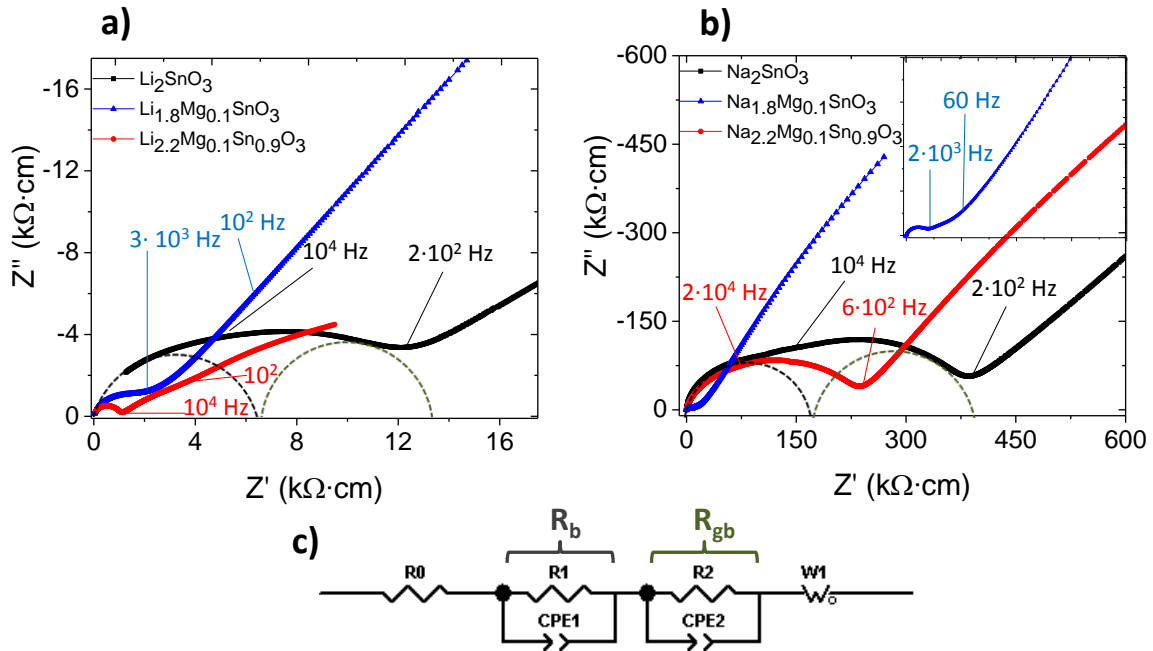 a)
Z'' (kΩ·cm)
-16
-12
-8
-4
0
Li₂SnO₃
Li₁.₈Mg₀.₁SnO₃
Li₂.₂Mg₀.₁Sn₀.₉O₃
3· 10³ Hz
10² Hz
10⁴ Hz
2·10² Hz
10²
10⁴ Hz
0 4 8 12 16
Z' (kΩ·cm)
b)
Z'' (kΩ·cm)
-600
-450
-300
-150
0
Na₂SnO₃
Na₁.₈Mg₀.₁SnO₃
Na₂.₂Mg₀.₁Sn₀.₉O₃
60 Hz
2·10³ Hz
2·10⁴ Hz
10⁴ Hz
6·10² Hz
2·10² Hz
0 150 300 450 600
Z' (kΩ·cm)
c)
R_b R_gb
R0 R1 R2 W1
CPE1 CPE2